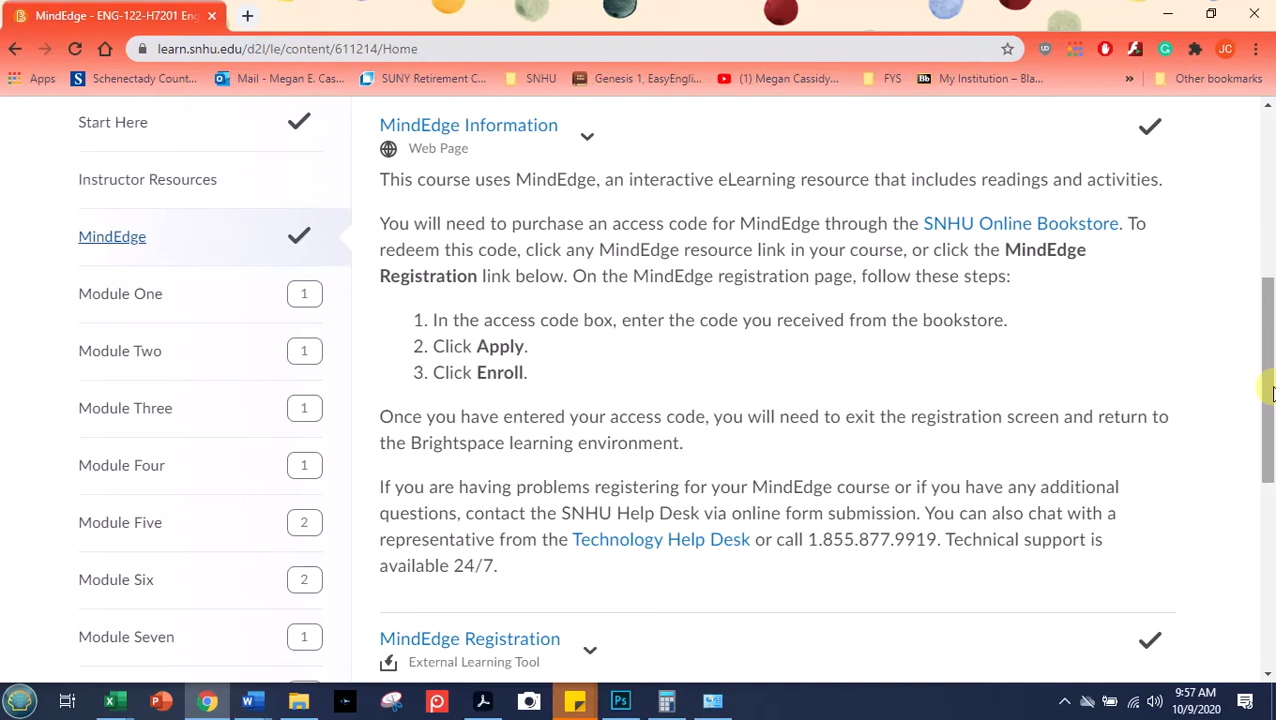 MindEdge - ENG-122-H7201 Eng
learn.snhu.edu/d2l/le/content/611214/Home
JC
Apps
Schenectady Count...
Mail - Megan E. Cas...
SUNY Retirement C...
SNHU
Genesis 1, EasyEngli...
(1) Megan Cassidy...
FYS
Bb My Institution – Bla...
»
Other bookmarks
Start Here
Instructor Resources
MindEdge
Module One 1
Module Two 1
Module Three 1
Module Four 1
Module Five 2
Module Six 2
Module Seven 1
MindEdge Information
Web Page
This course uses MindEdge, an interactive eLearning resource that includes readings and activities.
You will need to purchase an access code for MindEdge through the SNHU Online Bookstore. To
redeem this code, click any MindEdge resource link in your course, or click the MindEdge
Registration link below. On the MindEdge registration page, follow these steps:
1. In the access code box, enter the code you received from the bookstore.
2. Click Apply.
3. Click Enroll.
Once you have entered your access code, you will need to exit the registration screen and return to
the Brightspace learning environment.
If you are having problems registering for your MindEdge course or if you have any additional
questions, contact the SNHU Help Desk via online form submission. You can also chat with a
representative from the Technology Help Desk or call 1.855.877.9919. Technical support is
available 24/7.
MindEdge Registration
External Learning Tool
9:57 AM
10/9/2020